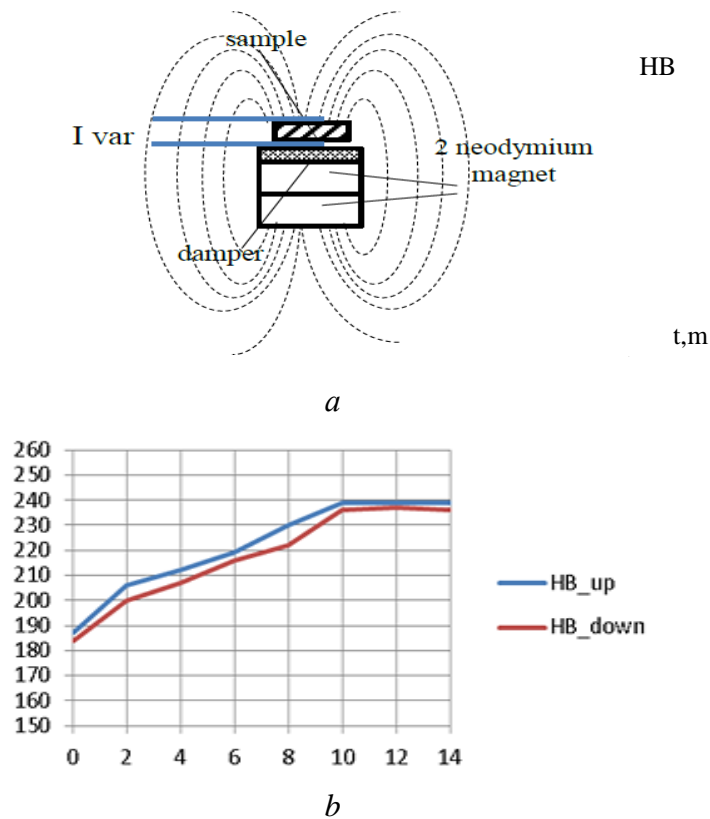 sample
HB
I var
2 neodymium
magnet
damper
t,m
a
260
250
240
230
220
210
200
190
180
170
160
150
0 2 4 6 8 10 12 14
HB_up
HB_down
b